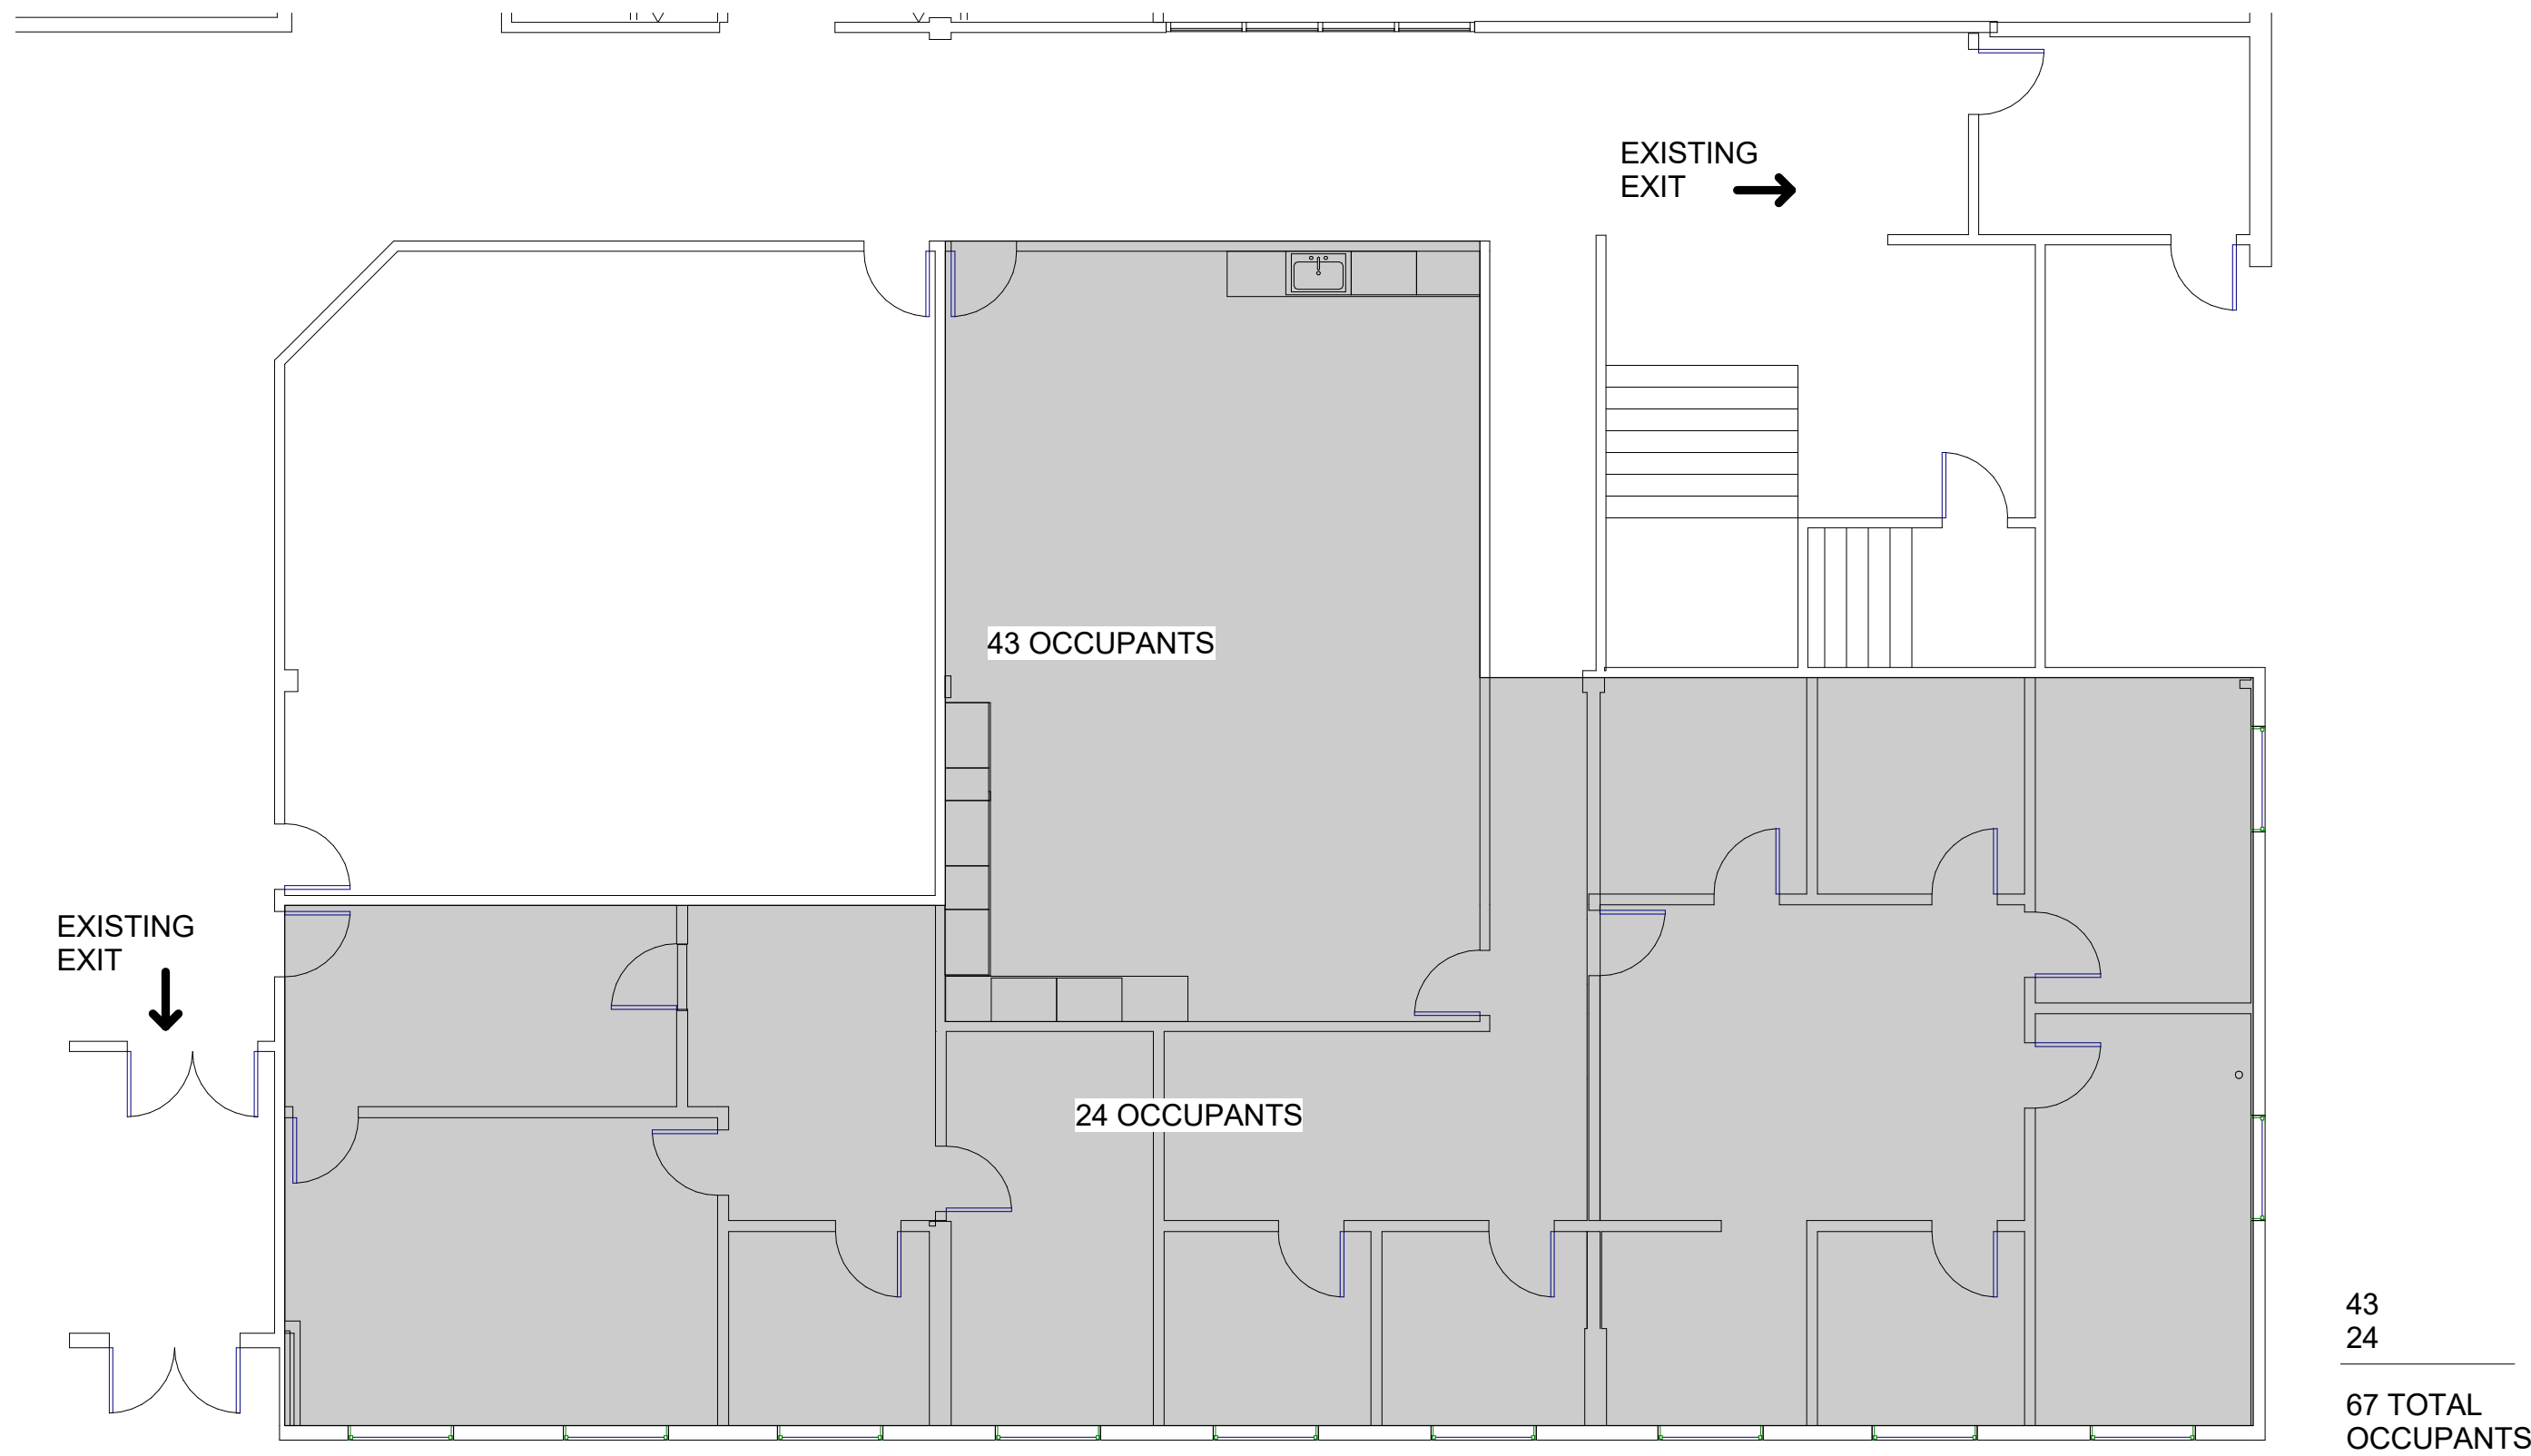 EXISTING
EXIT
43 OCCUPANTS
EXISTING
EXIT
24 OCCUPANTS
43
24
67 TOTAL
OCCUPANTS